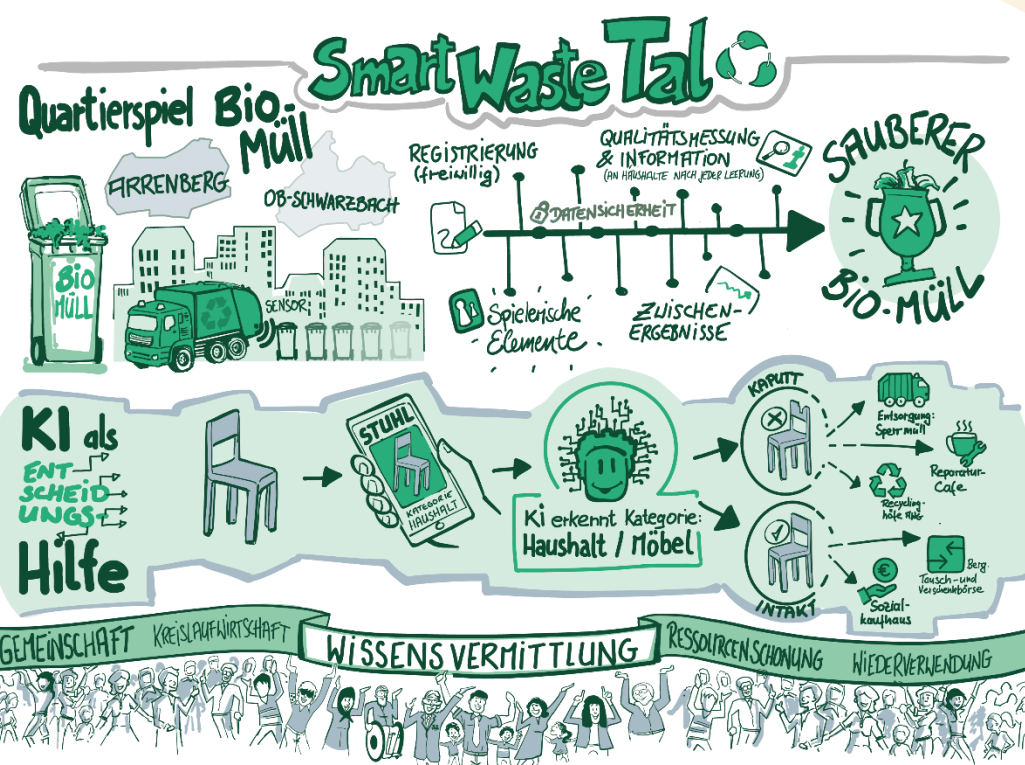 Smart Waste Tal
Quartierspiel Bio-
Müll
ARRENBERG
OB-SCHWARZBACH
BiO
MÜLL
SENSOR
REGISTRIERUNG
(freiwillig)
QUALITÄTSMESSUNG
& INFORMATION
(AN HAUSHALTE NACH JEDER LEERUNG)
DATENSICHERHEIT
Spielerische
Elemente
ZWISCHEN-
ERGEBNISSE
SAUBERER
BiO-MÜLL
KI als
ENT
SCHEID
UNGS-
Hilfe
STUHL
KATEGORIE
HAUSHALT
Ki erkennt Kategorie:
Haushalt / Möbel
KAPUTT
Entsorgung:
Sperrmüll
Reparatur-
Cafe
Recycling-
höfe AWG
INTAKT
Berg.
Tausch- und
Verschenkbörse
Sozial-
kaufhaus
GEMEINSCHAFT
KREISLAUFWIRTSCHAFT
WISSENSVERMITTLUNG
RESSOURCENSCHONUNG
WIEDERVERWENDUNG